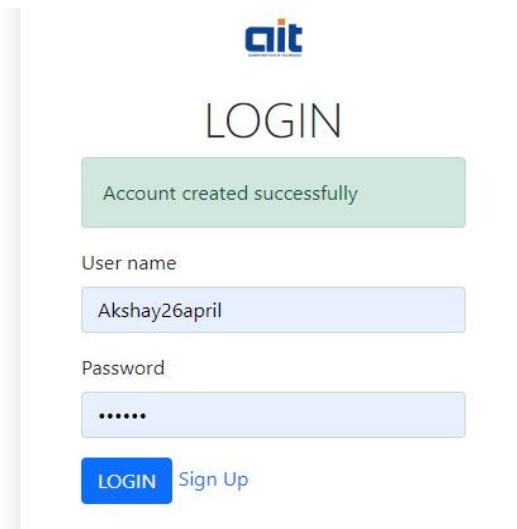 ait
LOGIN
Account created successfully
User name
Akshay26april
Password
••••••
LOGIN Sign Up